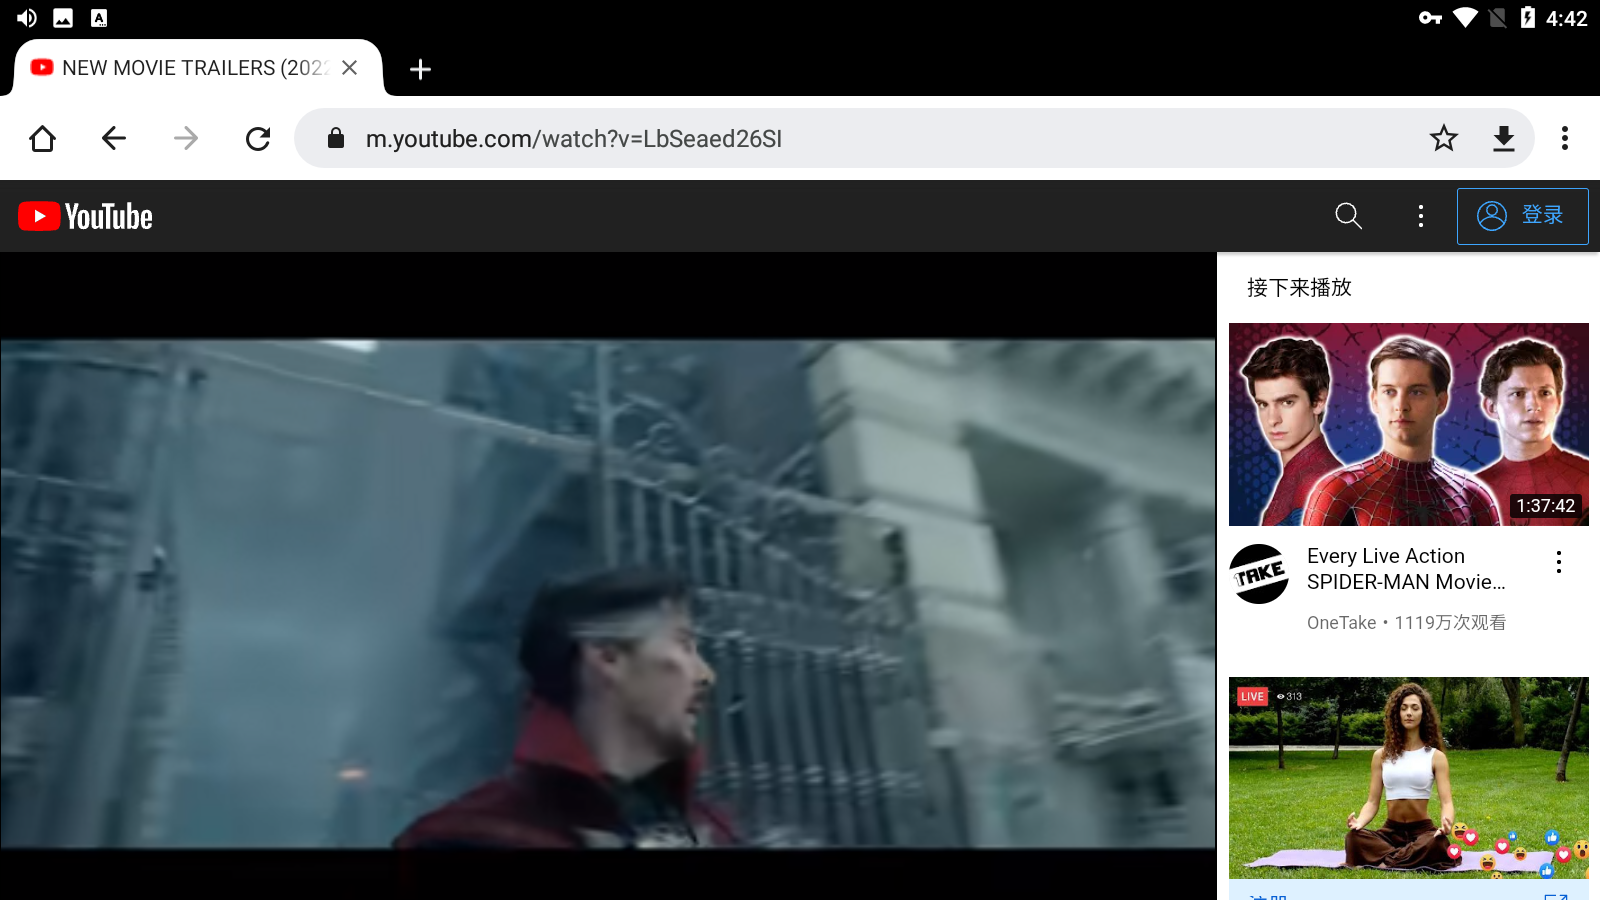 4:42
NEW MOVIE TRAILERS (2022
m.youtube.com/watch?v=LbSeaed26SI
YouTube
登录
接下来播放
1:37:42
TAKE
Every Live Action
SPIDER-MAN Movie...
OneTake • 1119万次观看
LIVE 313